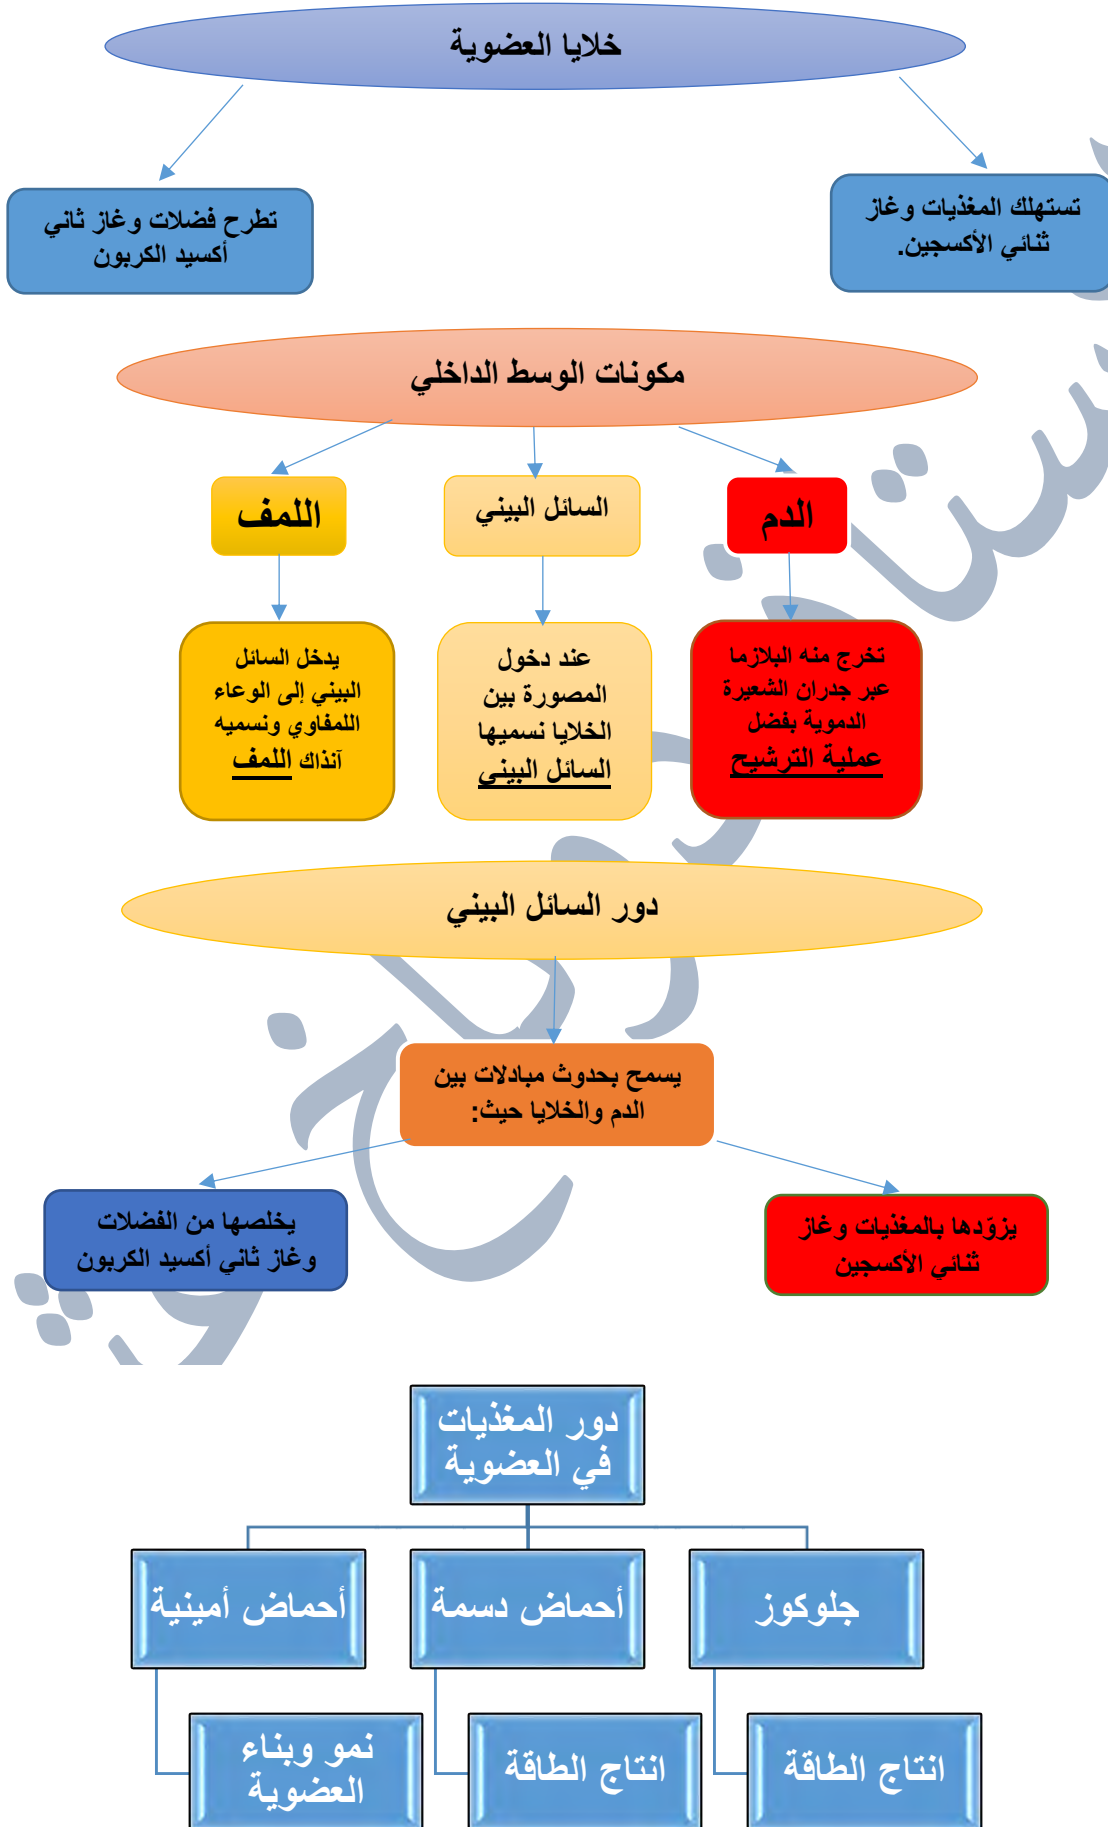 خلايا العضوية
تستهلك المغذيات وغاز
ثنائي الأكسجين.
تطرح فضلات وغاز ثاني
أكسيد الكربون
مكونات الوسط الداخلي
الدم
السائل البيني
اللمف
تخرج منه البلازما
عبر جدران الشعيرة
الدموية بفضل
عملية الترشيح
عند دخول
المصورة بين
الخلايا نسميها
السائل البيني
يدخل السائل
البيني إلى الوعاء
اللمفاوي ونسميه
آنذاك اللمف
دور السائل البيني
يسمح بحدوث مبادلات بين
الدم والخلايا حيث:
يزوّدها بالمغذيات وغاز
ثنائي الأكسجين
يخلصها من الفضلات
وغاز ثاني أكسيد الكربون
دور المغذيات
في العضوية
جلوكوز
أحماض دسمة
أحماض أمينية
انتاج الطاقة
انتاج الطاقة
نمو وبناء
العضوية